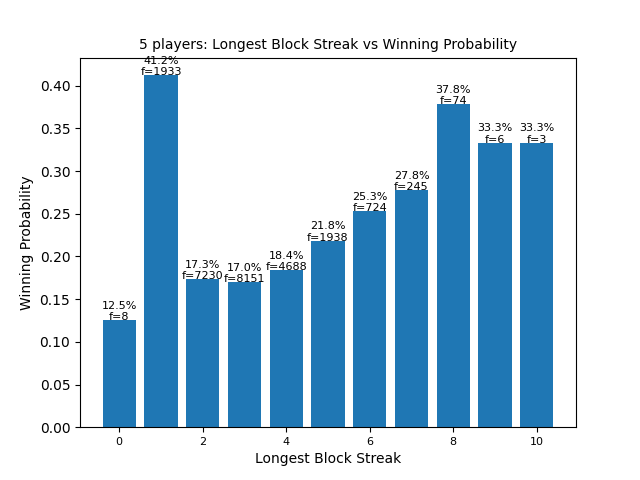 5 players: Longest Block Streak vs Winning Probability
Winning Probability
0.40
0.35
0.30
0.25
0.20
0.15
0.10
0.05
0.00
12.5%
f=8
41.2%
f=1933
17.3%
f=7230
17.0%
f=8151
18.4%
f=4688
21.8%
f=1938
25.3%
f=724
27.8%
f=245
37.8%
f=74
33.3%
f=6
33.3%
f=3
0
2
4
6
8
10
Longest Block Streak